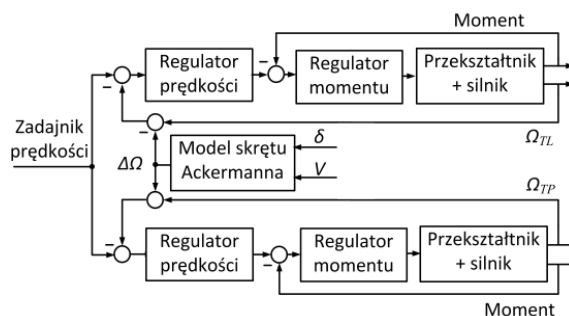 Moment
Regulator
prędkości
Regulator
momentu
Przekształtnik
+ silnik
Zadajnik
prędkości
ΔΩ
Model skrętu
Ackermanna
δ
V
Ω_TL
Ω_TP
Regulator
prędkości
Regulator
momentu
Przekształtnik
+ silnik
Moment